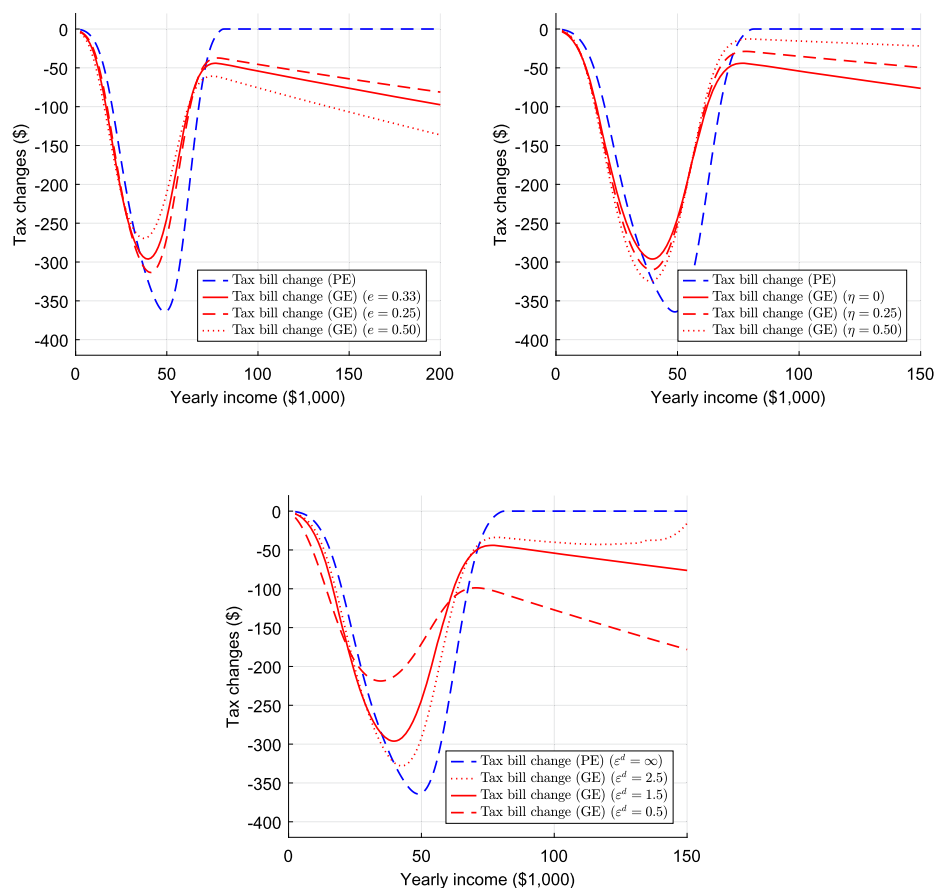 0
-50
-100
-150
-200
-250
-300
-350
-400
Tax changes ($)
Tax bill change (PE)
Tax bill change (GE) (e = 0.33)
Tax bill change (GE) (e = 0.25)
Tax bill change (GE) (e = 0.50)
0 50 100 150 200
Yearly income ($1,000)
0
-50
-100
-150
-200
-250
-300
-350
-400
Tax changes ($)
Tax bill change (PE)
Tax bill change (GE) (η = 0)
Tax bill change (GE) (η = 0.25)
Tax bill change (GE) (η = 0.50)
0 50 100 150
Yearly income ($1,000)
0
-50
-100
-150
-200
-250
-300
-350
-400
Tax changes ($)
Tax bill change (PE) (εᵈ = ∞)
Tax bill change (GE) (εᵈ = 2.5)
Tax bill change (GE) (εᵈ = 1.5)
Tax bill change (GE) (εᵈ = 0.5)
0 50 100 150
Yearly income ($1,000)